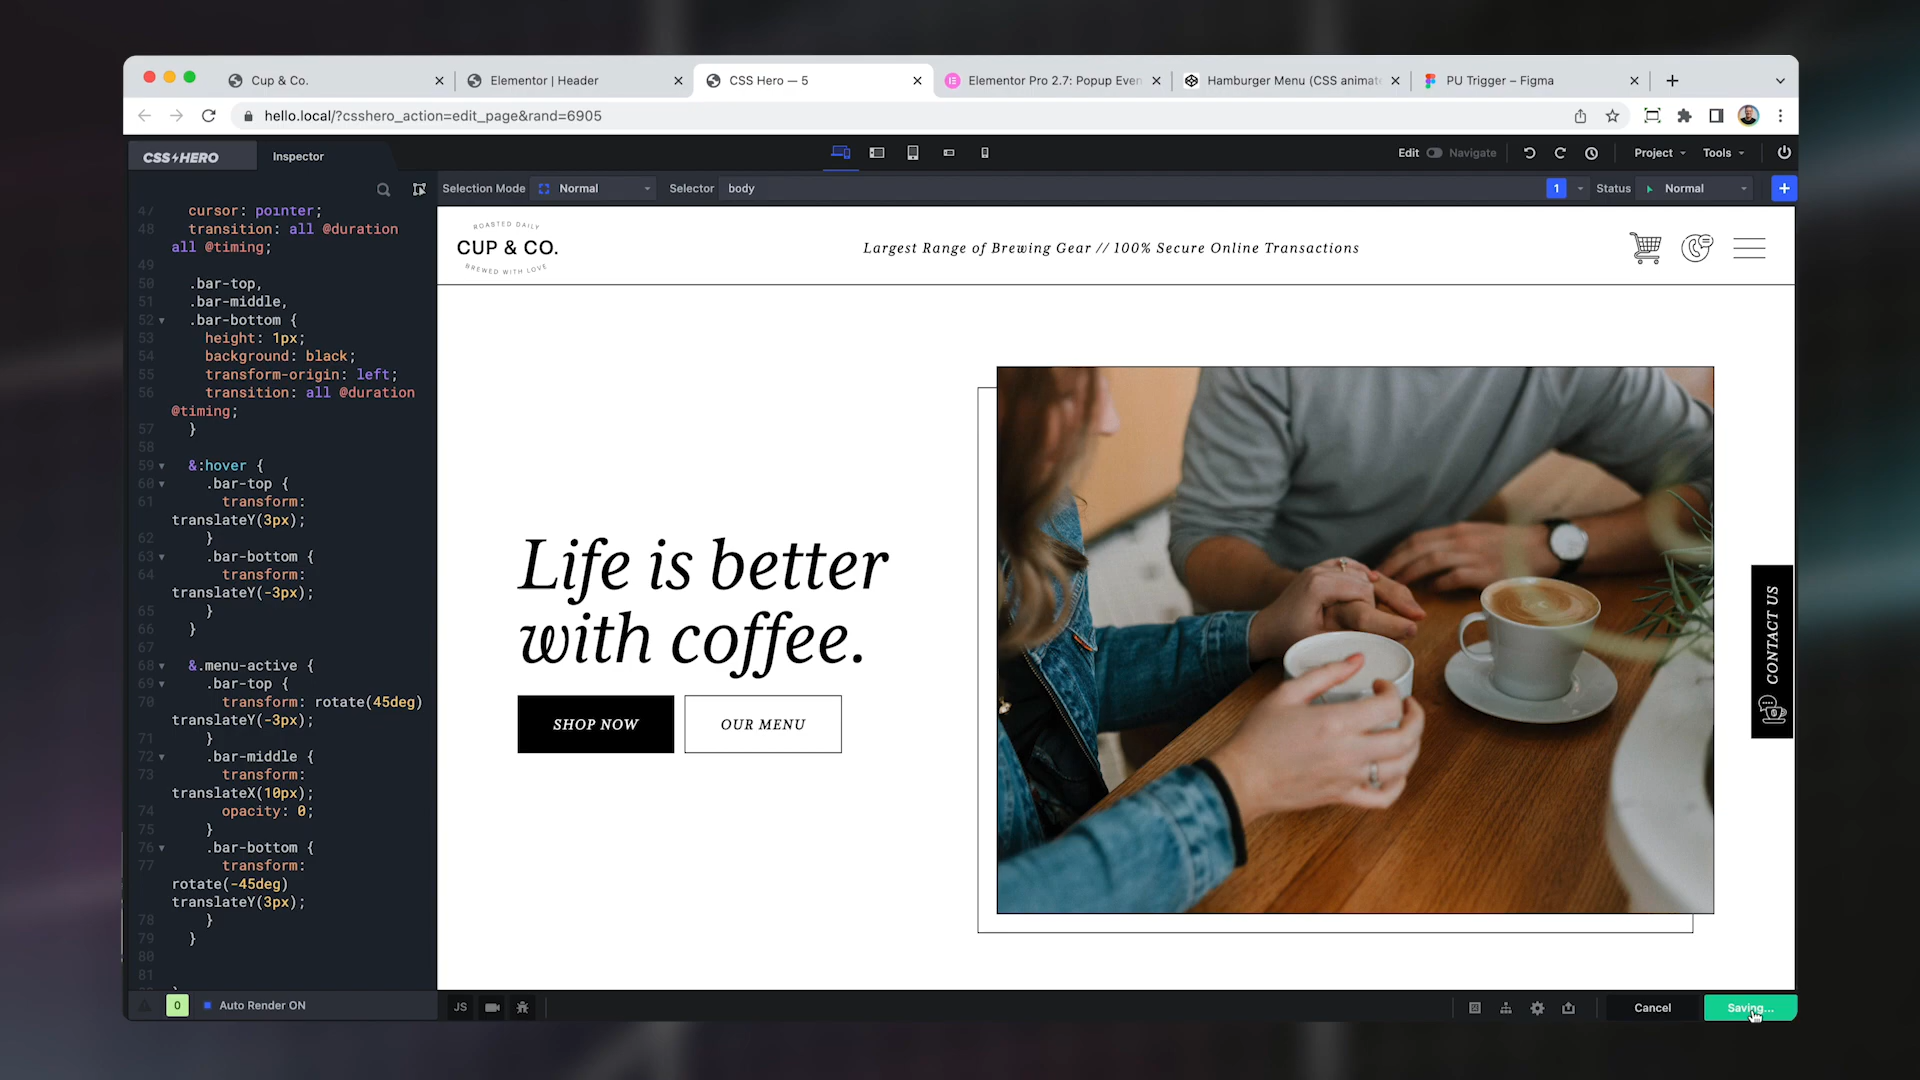 Cup & Co.
Elementor | Header
CSS Hero — 5
Elementor Pro 2.7: Popup Even
Hamburger Menu (CSS animate
PU Trigger – Figma
hello.local/?csshero_action=edit_page&rand=6905
CSS HERO
Inspector
Edit
Navigate
Project
Tools
Selection Mode
Normal
Selector
body
1
Status
Normal
47 cursor: pointer;
48 transition: all @duration
all @timing;
49
50 .bar-top,
51 .bar-middle,
52 .bar-bottom {
53 height: 1px;
54 background: black;
55 transform-origin: left;
56 transition: all @duration
@timing;
57 }
58
59 &:hover {
60 .bar-top {
61 transform:
translateY(3px);
62 }
63 .bar-bottom {
64 transform:
translateY(-3px);
65 }
66 }
67
68 &.menu-active {
69 .bar-top {
70 transform: rotate(45deg)
translateY(-3px);
71 }
72 .bar-middle {
73 transform:
translateX(10px);
74 opacity: 0;
75 }
76 .bar-bottom {
77 transform:
rotate(-45deg)
translateY(3px);
78 }
79 }
80
81
0
Auto Render ON
ROASTED DAILY
CUP & CO.
BREWED WITH LOVE
Largest Range of Brewing Gear // 100% Secure Online Transactions
Life is better
with coffee.
SHOP NOW
OUR MENU
CONTACT US
JS
Cancel
Saving...